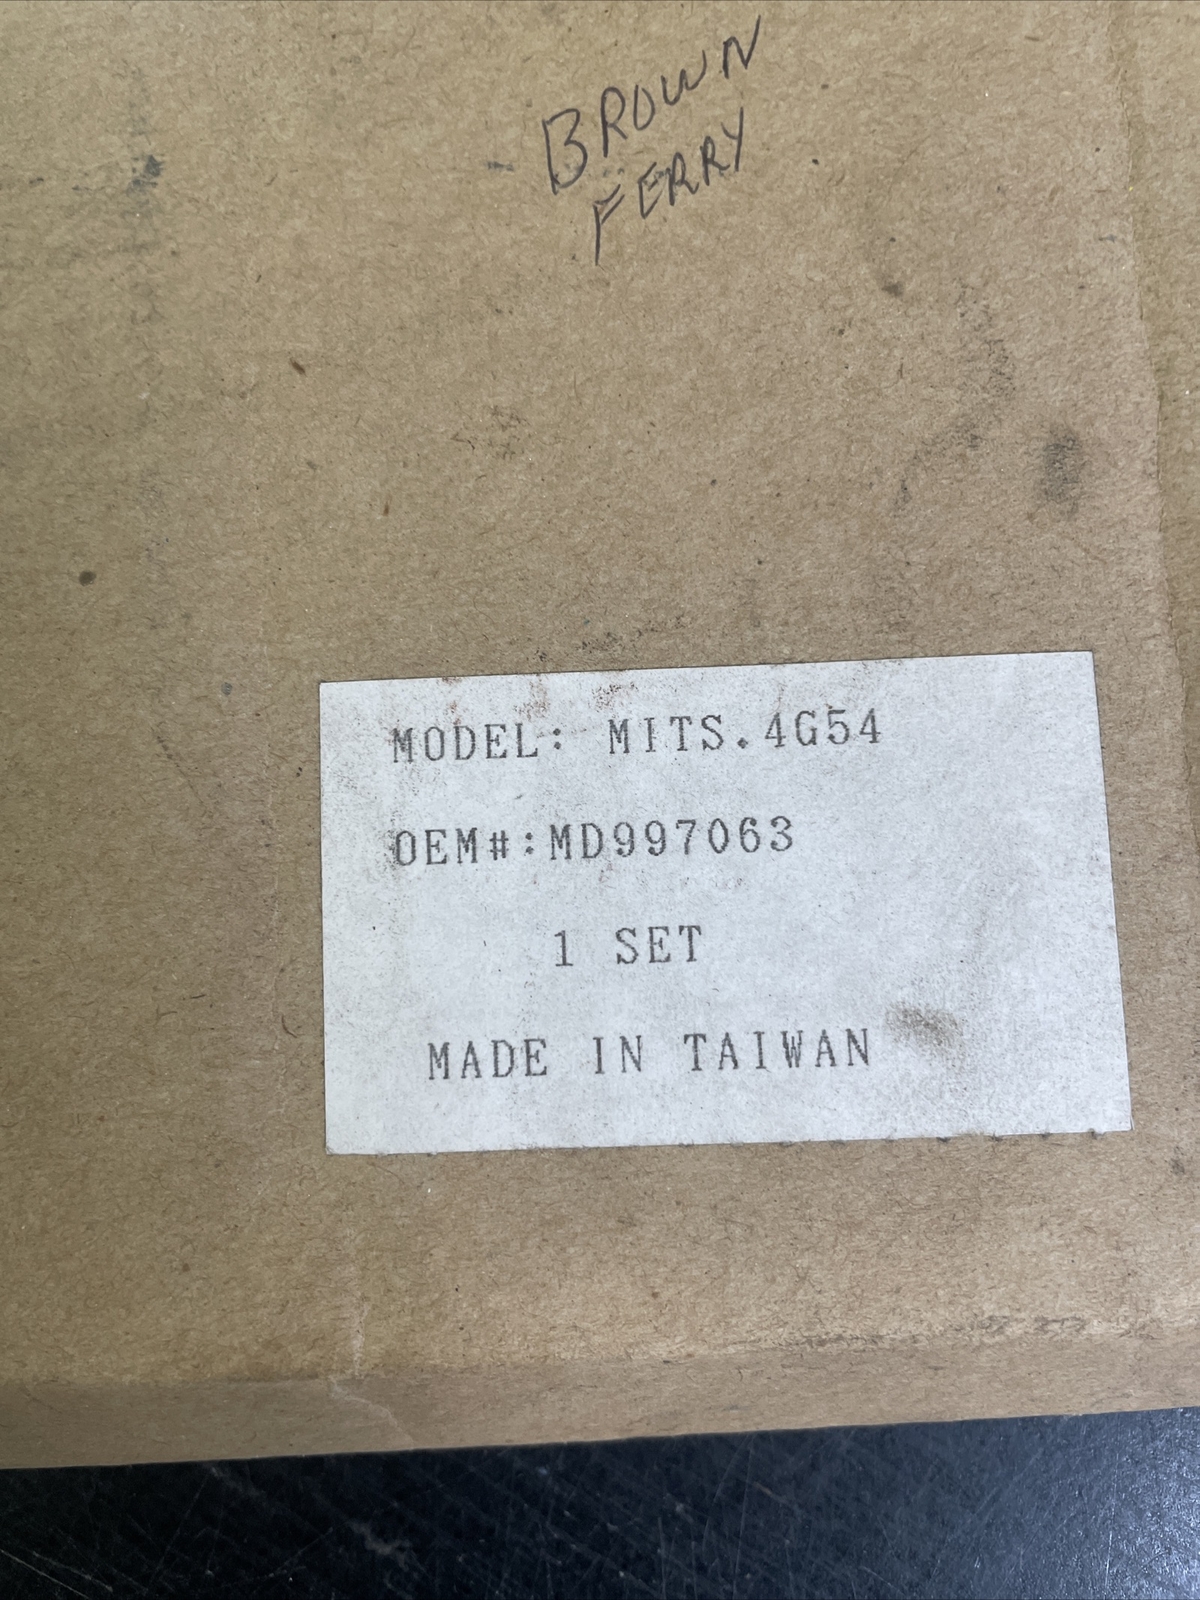 BROWN
FERRY
MODEL: MITS.4G54
OEM#:MD997063
1 SET
MADE IN TAIWAN